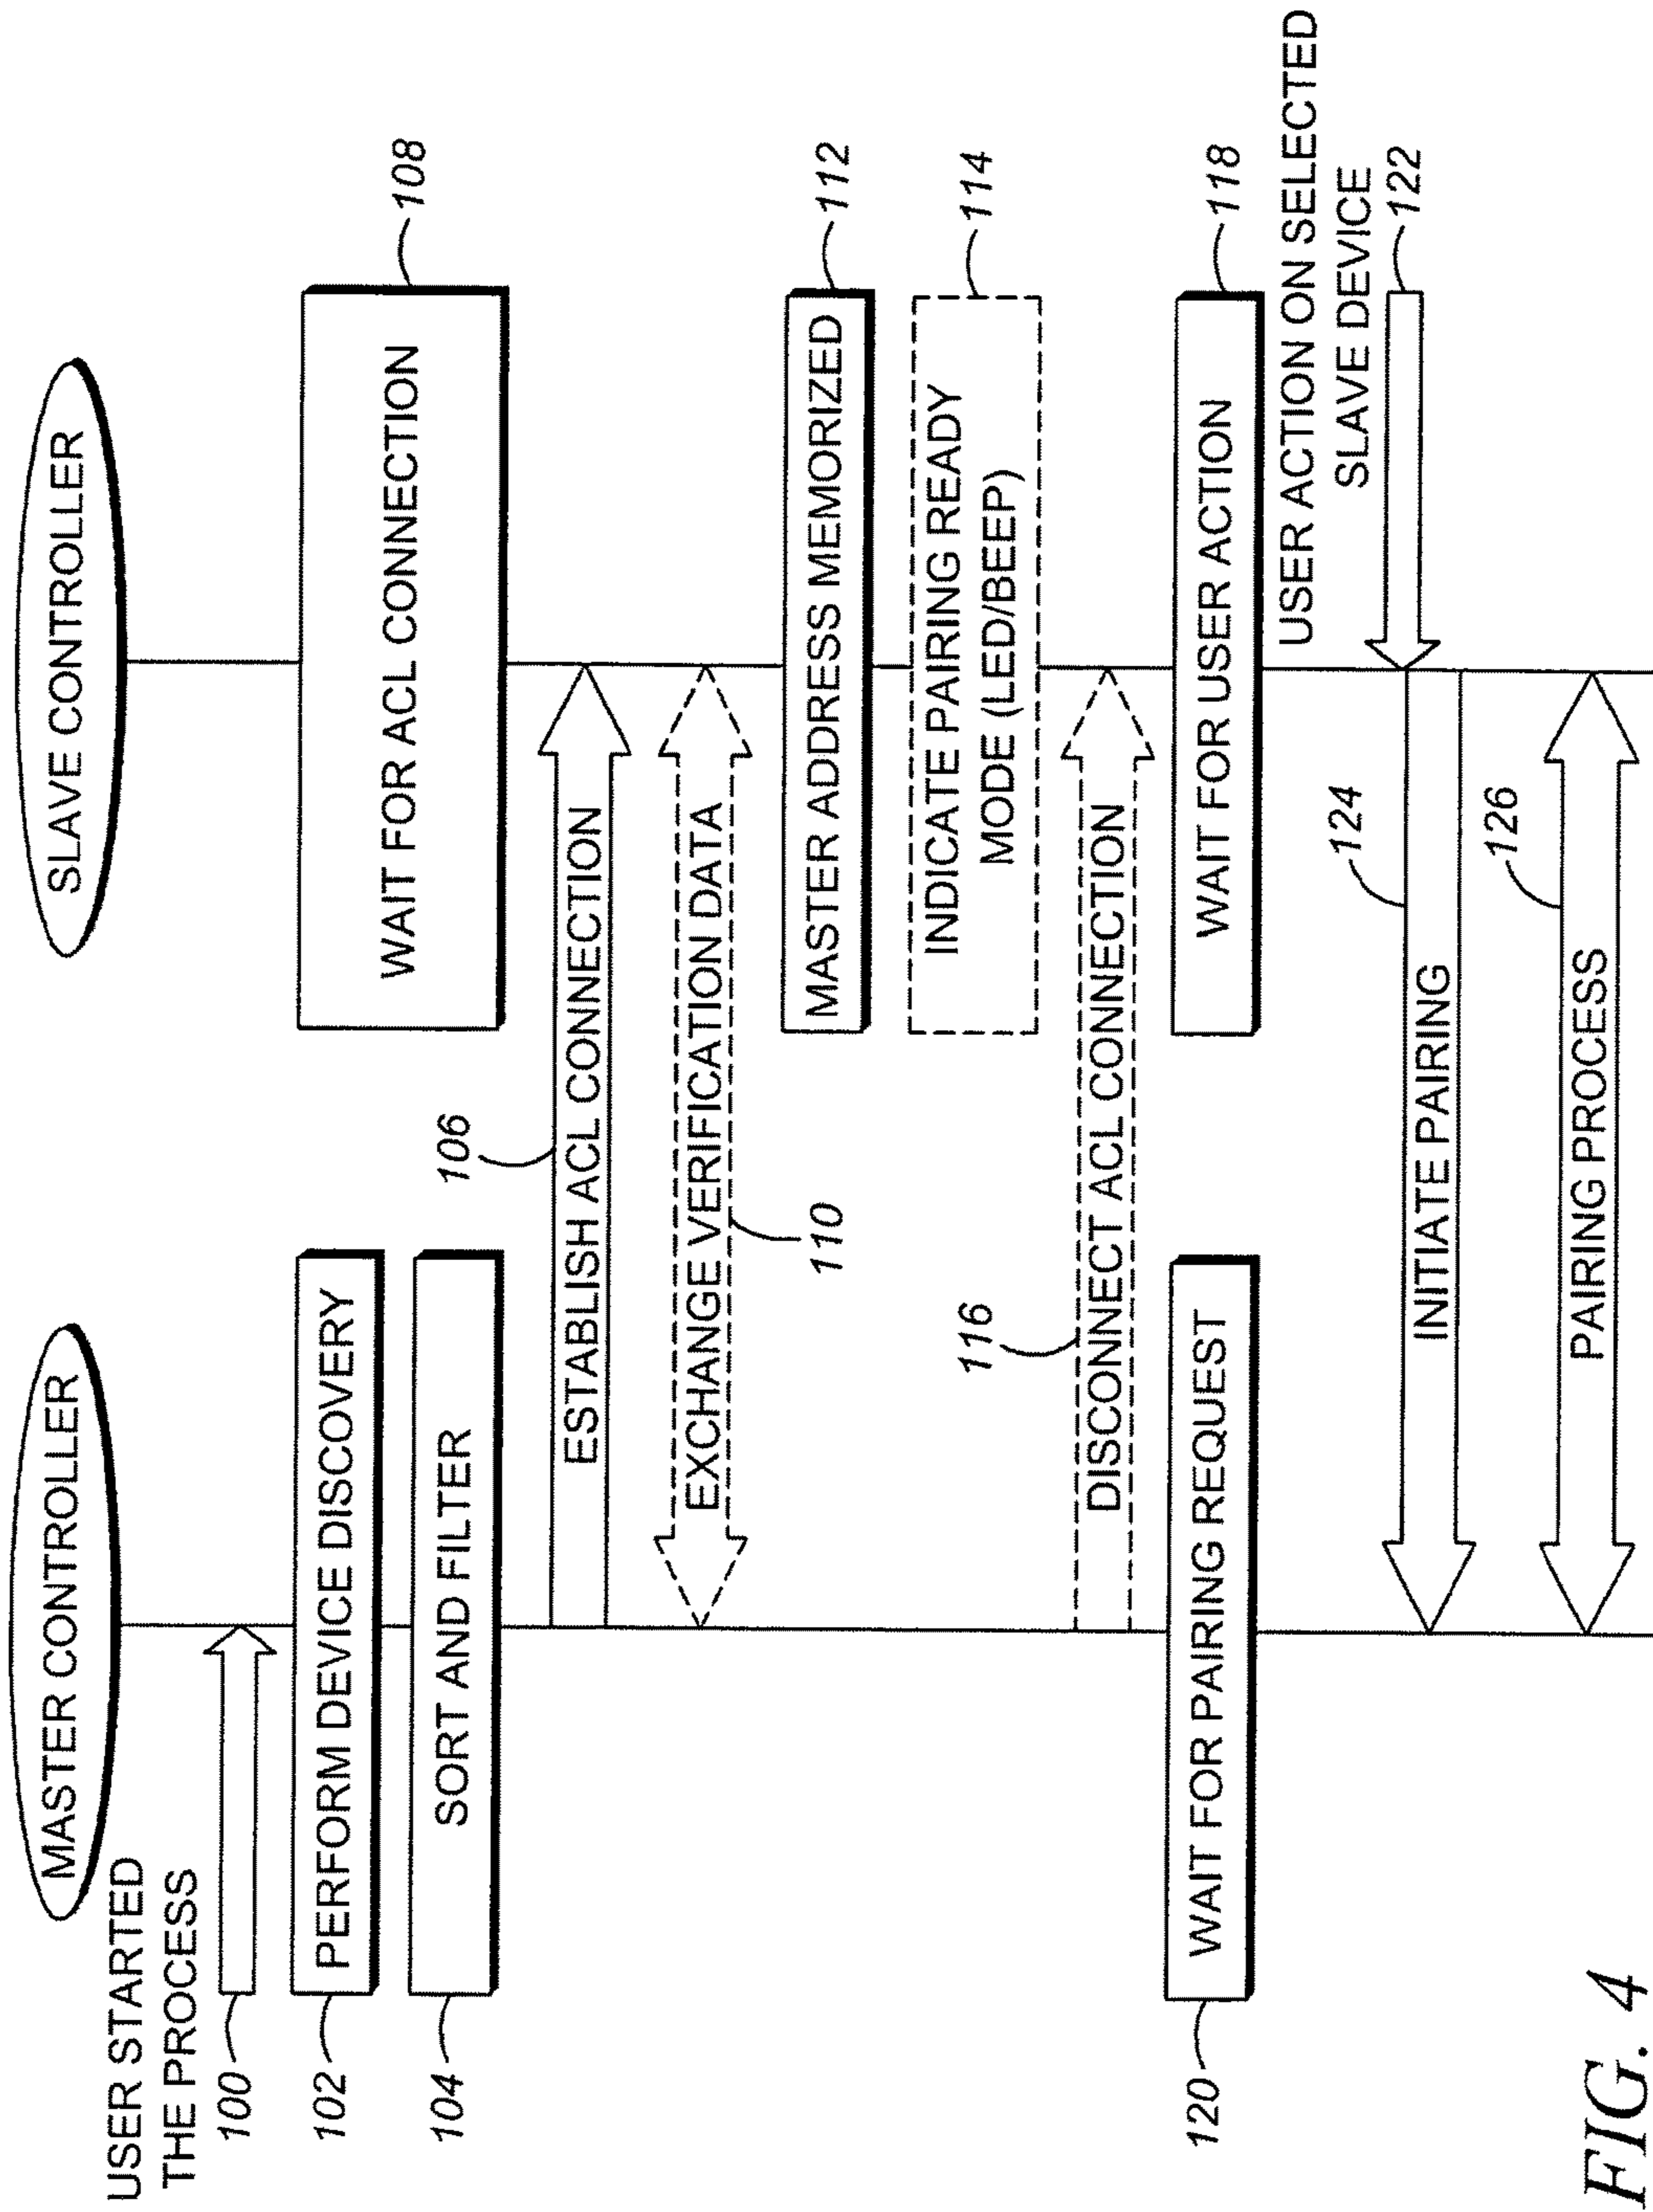 MASTER CONTROLLER
SLAVE CONTROLLER
USER STARTED
THE PROCESS
100
102
PERFORM DEVICE DISCOVERY
104
SORT AND FILTER
WAIT FOR ACL CONNECTION
108
106
ESTABLISH ACL CONNECTION
EXCHANGE VERIFICATION DATA
110
MASTER ADDRESS MEMORIZED
112
INDICATE PAIRING READY
MODE (LED/BEEP)
114
116
DISCONNECT ACL CONNECTION
120
WAIT FOR PAIRING REQUEST
WAIT FOR USER ACTION
118
USER ACTION ON SELECTED
SLAVE DEVICE
122
124
INITIATE PAIRING
126
PAIRING PROCESS
FIG. 4